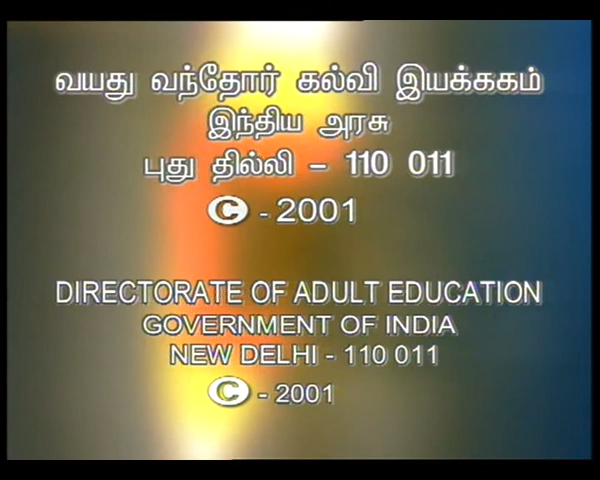 வயது வந்தோர் கல்வி இயக்ககம்
இந்திய அரசு
புது தில்லி – 110 011
© - 2001
DIRECTORATE OF ADULT EDUCATION
GOVERNMENT OF INDIA
NEW DELHI - 110 011
© - 2001